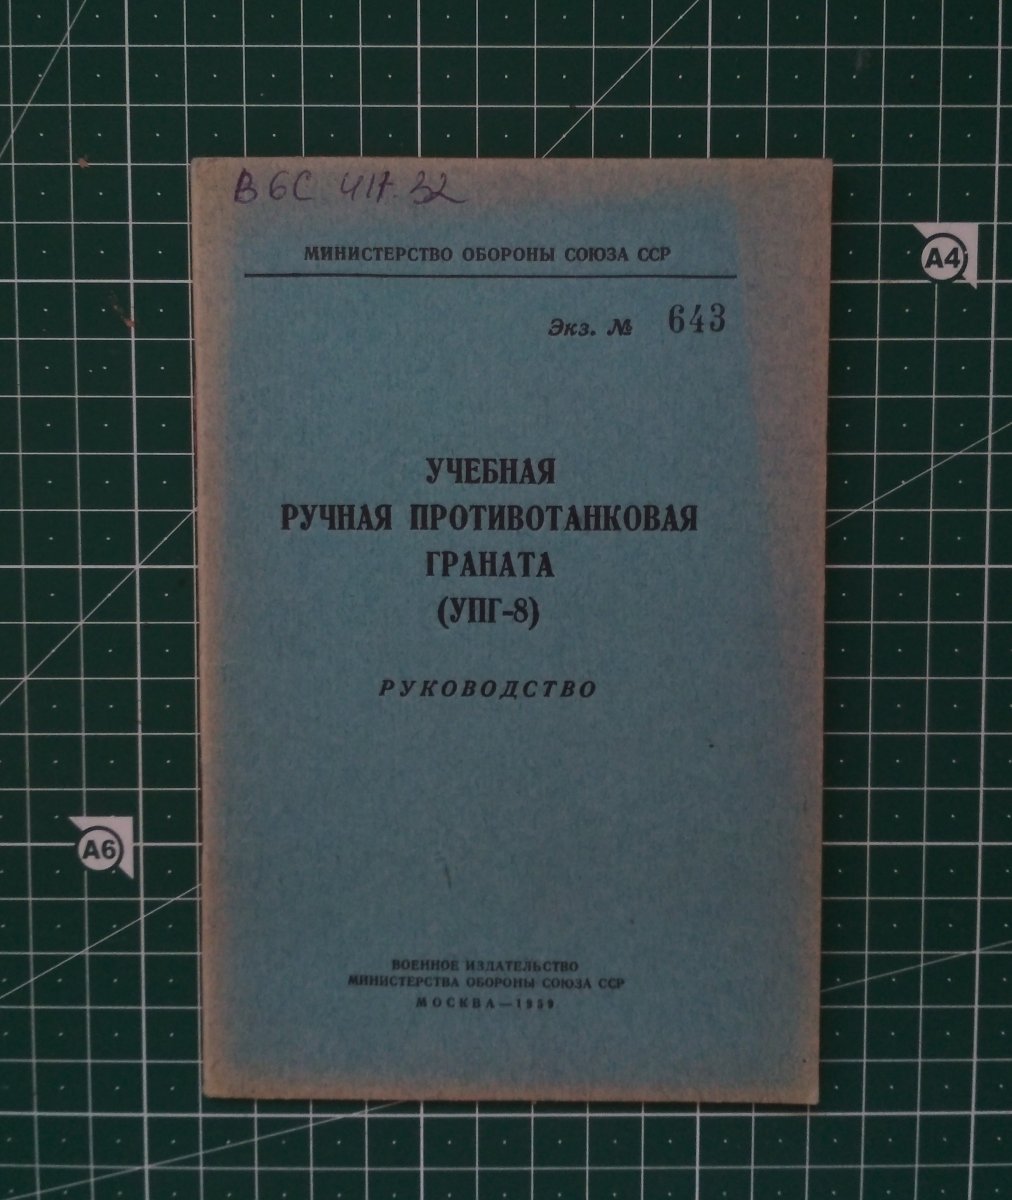 В 6С 417.32
МИНИСТЕРСТВО ОБОРОНЫ СОЮЗА ССР
Экз. № 643
УЧЕБНАЯ
РУЧНАЯ ПРОТИВОТАНКОВАЯ
ГРАНАТА
(УПГ-8)
РУКОВОДСТВО
ВОЕННОЕ ИЗДАТЕЛЬСТВО
МИНИСТЕРСТВА ОБОРОНЫ СОЮЗА ССР
МОСКВА—1959
A4
A6